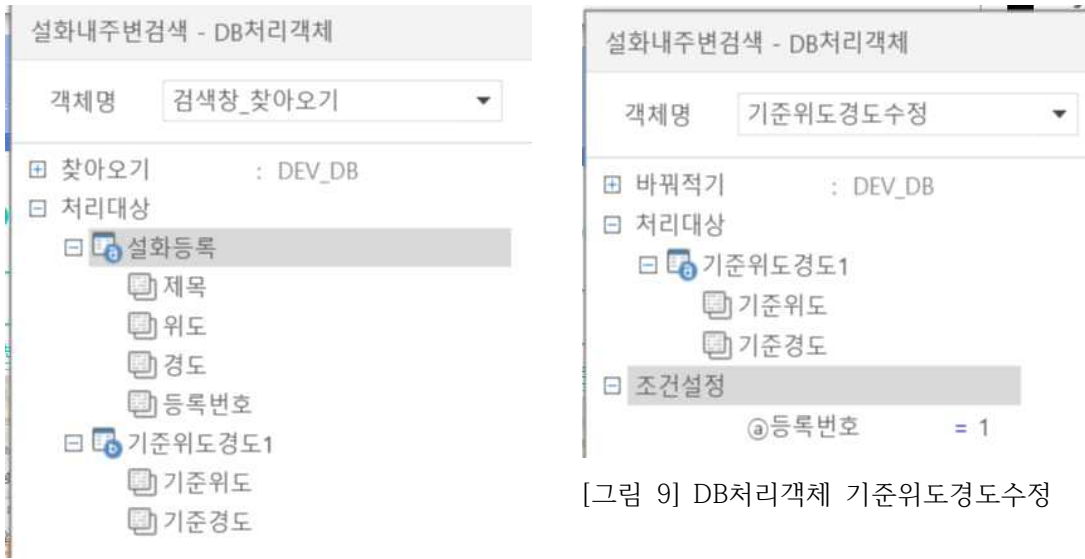 설화내주변검색 - DB처리객체
객체명 검색창_찾아오기
찾아오기 : DEV_DB
처리대상
설화등록
제목
위도
경도
등록번호
기준위도경도1
기준위도
기준경도
설화내주변검색 - DB처리객체
객체명 기준위도경도수정
바꿔적기 : DEV_DB
처리대상
기준위도경도1
기준위도
기준경도
조건설정
ⓐ등록번호 = 1
[그림 9] DB처리객체 기준위도경도수정